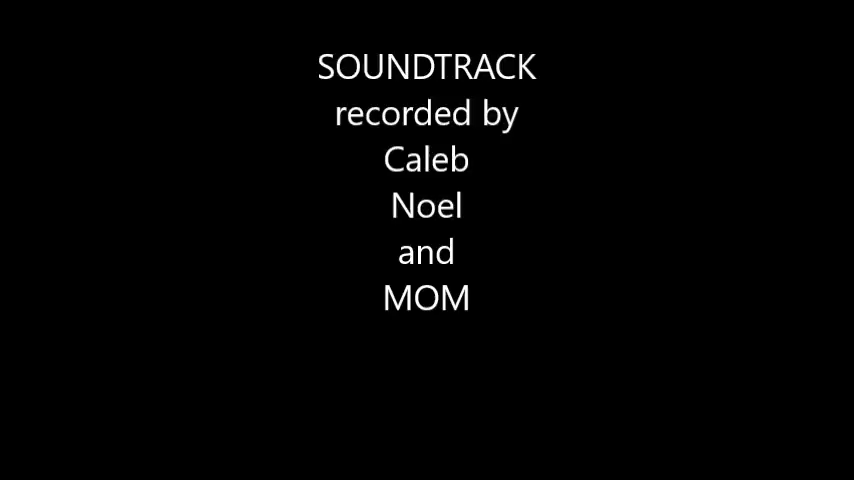 SOUNDTRACK
recorded by
Caleb
Noel
and
MOM